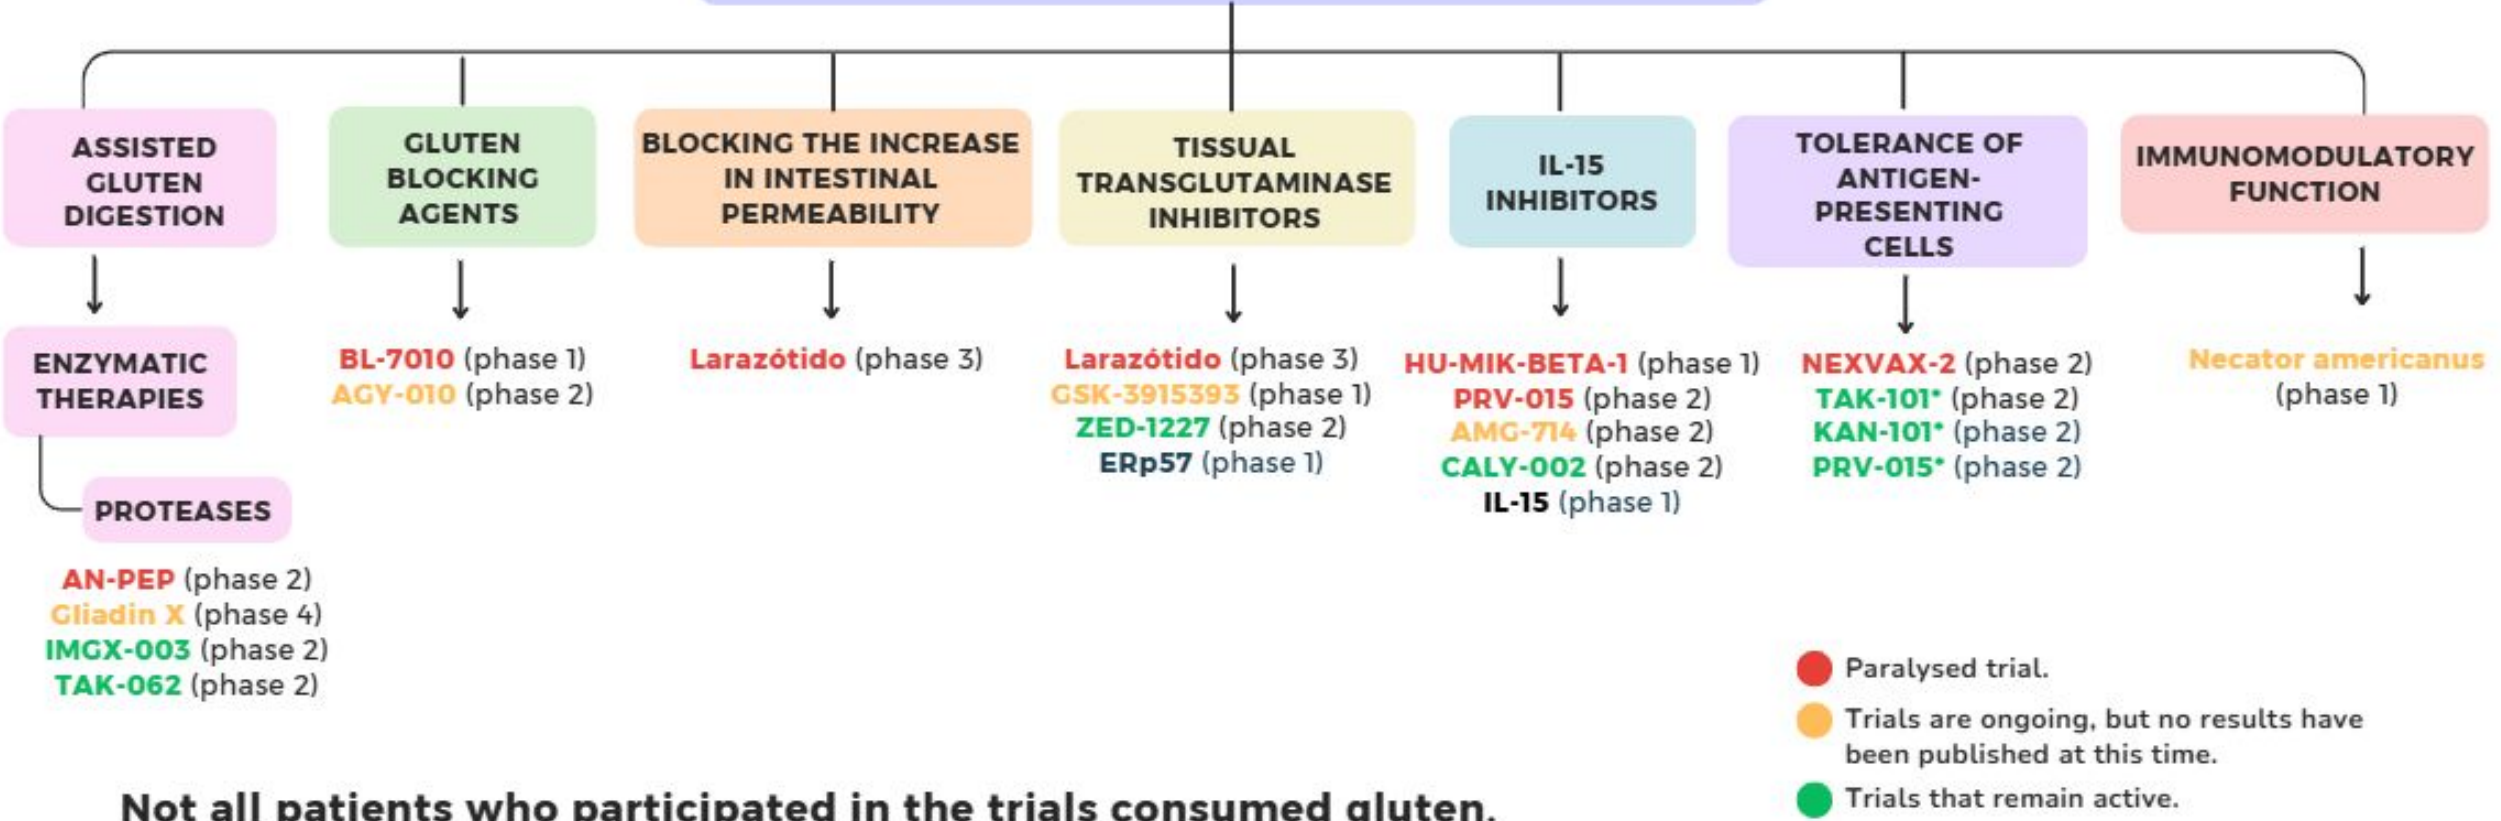 ASSISTED
GLUTEN
DIGESTION
GLUTEN
BLOCKING
AGENTS
BLOCKING THE INCREASE
IN INTESTINAL
PERMEABILITY
TISSUAL
TRANSGLUTAMINASE
INHIBITORS
IL-15
INHIBITORS
TOLERANCE OF
ANTIGEN-
PRESENTING
CELLS
IMMUNOMODULATORY
FUNCTION
ENZYMATIC
THERAPIES
PROTEASES
AN-PEP (phase 2)
Gliadin X (phase 4)
IMGX-003 (phase 2)
TAK-062 (phase 2)
BL-7010 (phase 1)
AGY-010 (phase 2)
Larazótido (phase 3)
Larazótido (phase 3)
GSK-3915393 (phase 1)
ZED-1227 (phase 2)
ERp57 (phase 1)
HU-MIK-BETA-1 (phase 1)
PRV-015 (phase 2)
AMG-714 (phase 2)
CALY-002 (phase 2)
IL-15 (phase 1)
NEXVAX-2 (phase 2)
TAK-101* (phase 2)
KAN-101* (phase 2)
PRV-015* (phase 2)
Necator americanus
(phase 1)
Paralysed trial.
Trials are ongoing, but no results have
been published at this time.
Trials that remain active.
Not all patients who participated in the trials consumed gluten.